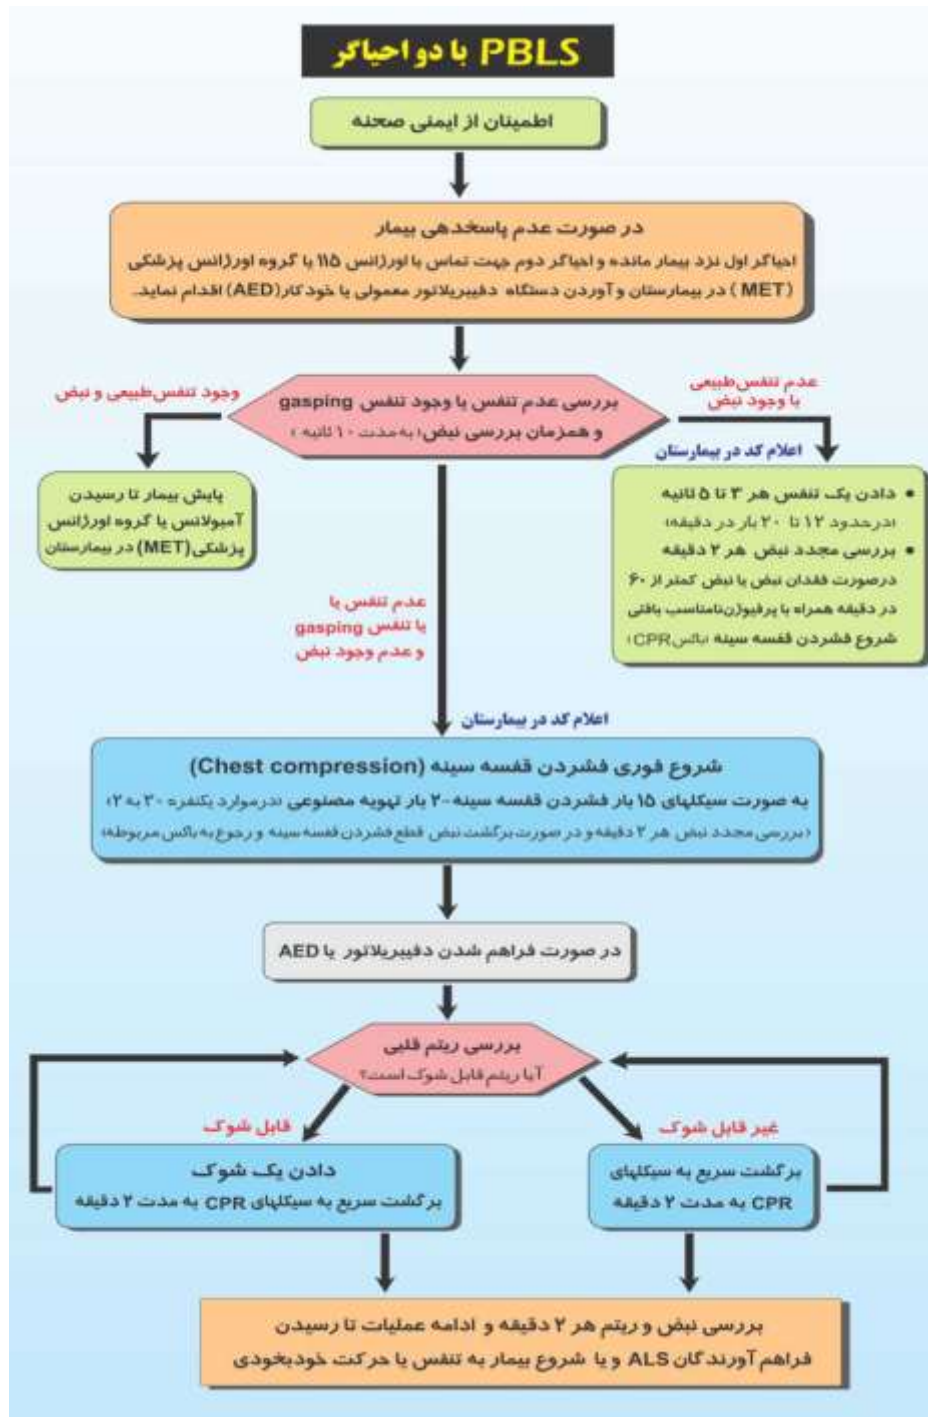 PBLS با دو احیاگر
اطمینان از ایمنی صحنه
در صورت عدم پاسخدهی بیمار
احیاگر اول نزد بیمار مانده و احیاگر دوم جهت تماس با اورژانس ۱۱۵ یا گروه اورژانس پزشکی
(MET) در بیمارستان و آوردن دستگاه دفیبریلاتور معمولی یا خودکار (AED) اقدام نماید.
عدم تنفس طبیعی
با وجود نبض
بررسی عدم تنفس یا وجود تنفس gasping
و همزمان بررسی نبض (به مدت ۱۰ ثانیه)
وجود تنفس طبیعی و نبض
اعلام کد در بیمارستان
• دادن یک تنفس هر ۳ تا ۵ ثانیه
(درحدود ۱۲ تا ۲۰ بار در دقیقه)
• بررسی مجدد نبض هر ۲ دقیقه
درصورت فقدان نبض یا نبض کمتر از ۶۰
در دقیقه همراه با پرفیوژن نامناسب بافتی
شروع فشردن قفسه سینه (باکس CPR)
پایش بیمار تا رسیدن
آمبولانس یا گروه اورژانس
پزشکی (MET) در بیمارستان
عدم تنفس یا
یا تنفس gasping
و عدم وجود نبض
اعلام کد در بیمارستان
شروع فوری فشردن قفسه سینه (Chest compression)
به صورت سیکلهای ۱۵ بار فشردن قفسه سینه-۲ بار تهویه مصنوعی (درموارد یکنفره ۳۰ به ۲)
(بررسی مجدد نبض هر ۲ دقیقه و در صورت برگشت نبض قطع فشردن قفسه سینه و رجوع به باکس مربوطه)
در صورت فراهم شدن دفیبریلاتور یا AED
بررسی ریتم قلبی
آیا ریتم قابل شوک است؟
غیر قابل شوک
قابل شوک
برگشت سریع به سیکلهای
CPR به مدت ۲ دقیقه
دادن یک شوک
برگشت سریع به سیکلهای CPR به مدت ۲ دقیقه
بررسی نبض و ریتم هر ۲ دقیقه و ادامه عملیات تا رسیدن
فراهم آورندگان ALS و یا شروع بیمار به تنفس یا حرکت خودبخودی